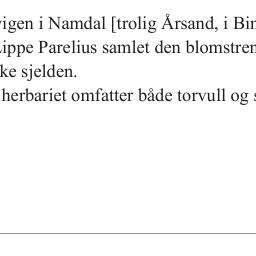 vigen i Namdal [trolig Årsand, i Bin
Lippe Parelius samlet den blomstren
ke sjelden.
herbariet omfatter både torvull og s